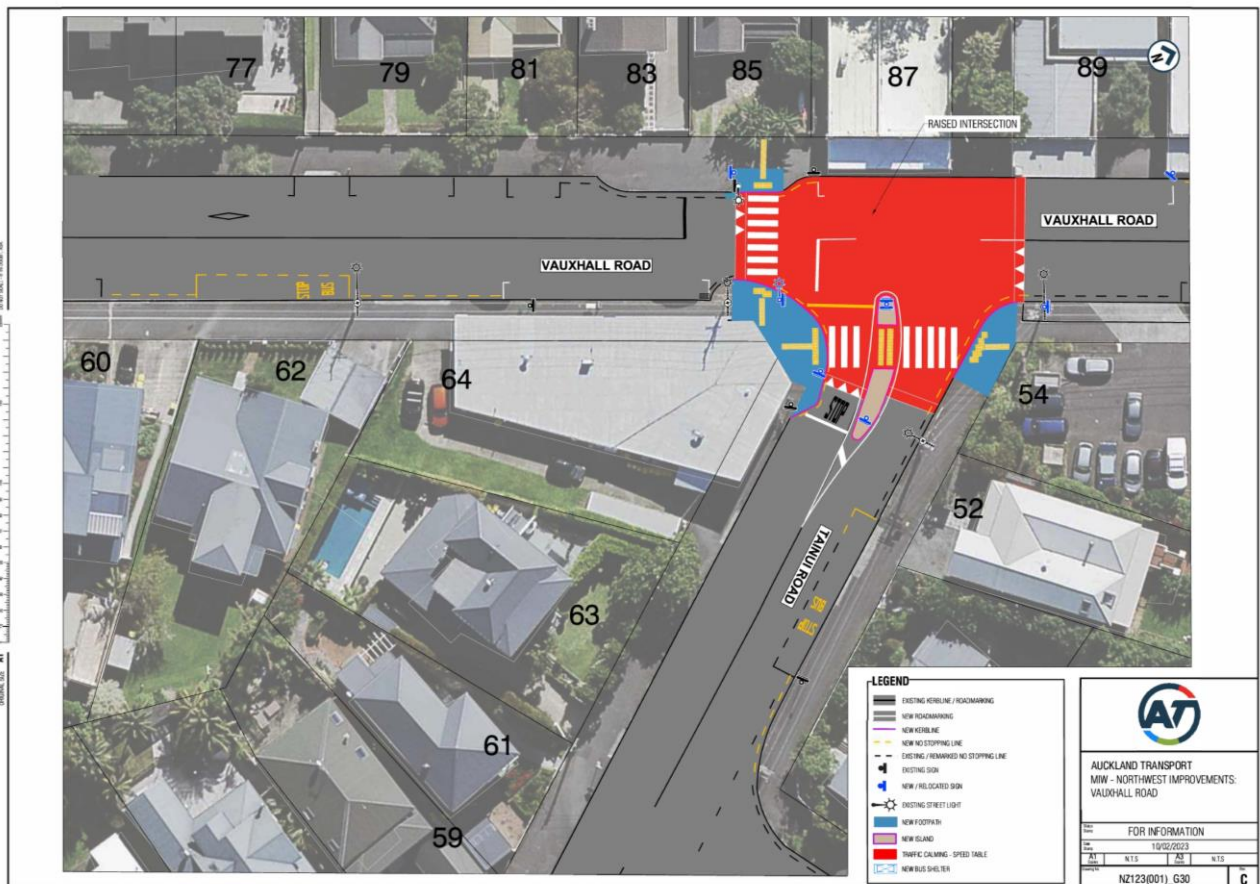 77
79
81
83
85
87
89
N
RAISED INTERSECTION
VAUXHALL ROAD
VAUXHALL ROAD
STOP
BUS
60
62
64
54
STOP
52
TAINUI ROAD
BUS
STOP
63
61
59
LEGEND
EXISTING KERBLINE / ROADMARKING
NEW ROADMARKING
NEW KERBLINE
NEW NO STOPPING LINE
EXISTING / REMARKED NO STOPPING LINE
EXISTING SIGN
NEW / RELOCATED SIGN
EXISTING STREET LIGHT
NEW FOOTPATH
NEW ISLAND
TRAFFIC CALMING - SPEED TABLE
NEW BUS SHELTER
AT
AUCKLAND TRANSPORT
MIW - NORTHWEST IMPROVEMENTS:
VAUXHALL ROAD
FOR INFORMATION
10/02/2023
A1 N.T.S A3 N.T.S
NZ123(001)_G30 C
ORIGINAL SIZE A1